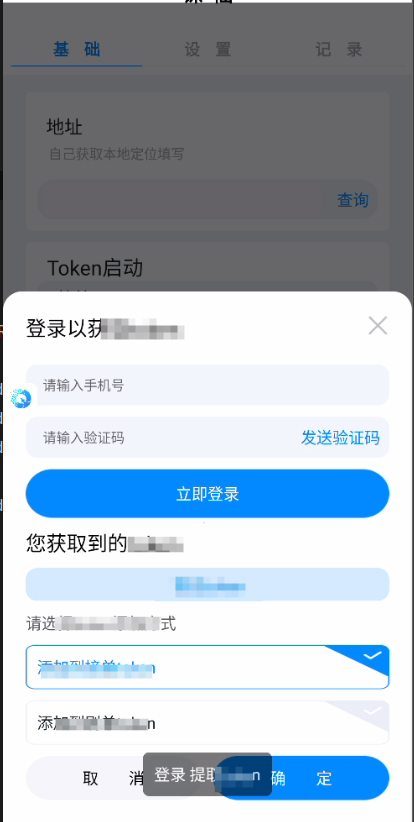 基 础
设 置
记 录
地址
自己获取本地定位填写
查询
Token启动
登录以获
请输入手机号
请输入验证码
发送验证码
立即登录
您获取到的
请选
方式
添加到
添加到
取 消
登录 提取
确 定